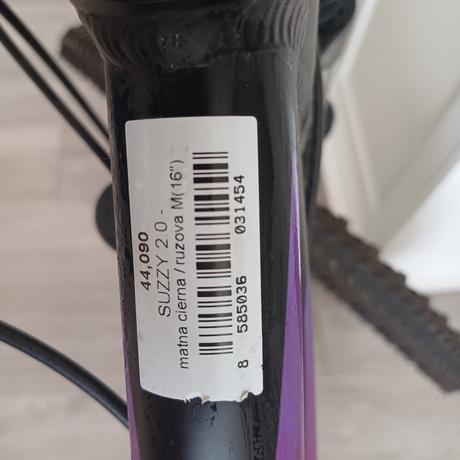 44,090
SUZZY 2.0 -
matna cierna / ruzova M(16")
8 585036 031454